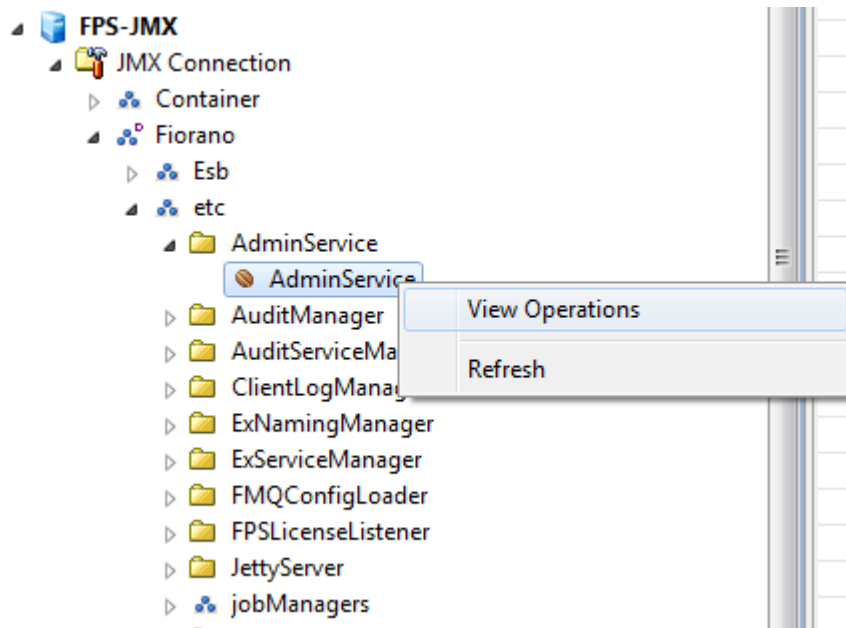 FPS-JMX
JMX Connection
Container
Fiorano
Esb
etc
AdminService
AdminService
AuditManager
View Operations
AuditServiceMa
Refresh
ClientLogManag
ExNamingManager
ExServiceManager
FMQConfigLoader
FPSLicenseListener
JettyServer
jobManagers